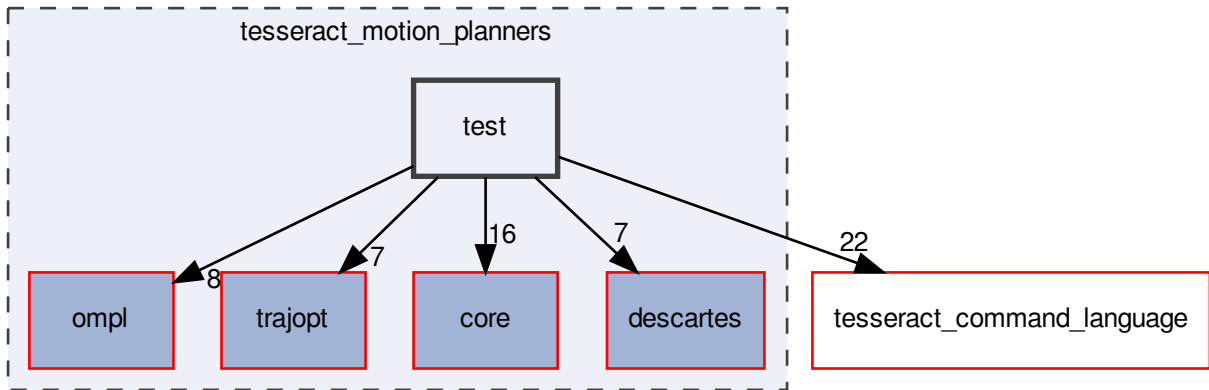 tesseract_motion_planners
test
22
16
7
7
8
ompl
trajopt
core
descartes
tesseract_command_language